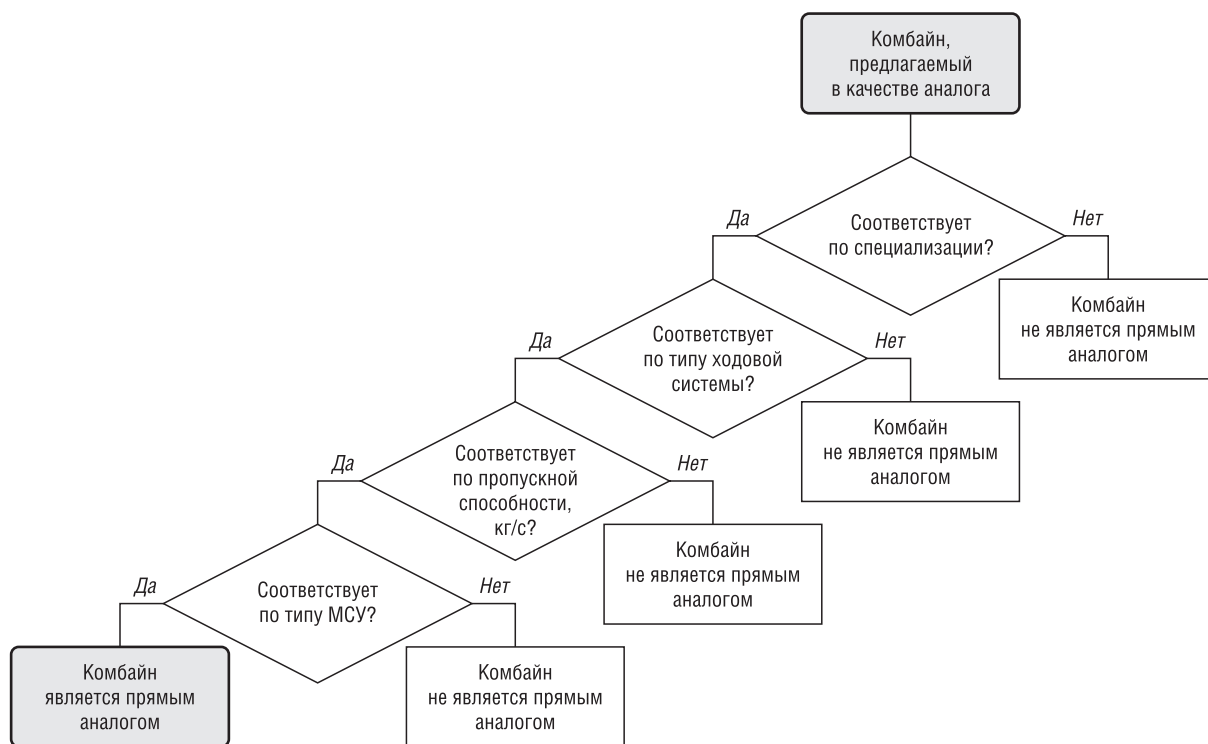 Комбайн,
предлагаемый
в качестве аналога
Да
Соответствует
по специализации?
Нет
Комбайн
не является прямым
аналогом
Да
Соответствует
по типу ходовой
системы?
Нет
Комбайн
не является прямым
аналогом
Да
Соответствует
по пропускной
способности,
кг/с?
Нет
Комбайн
не является прямым
аналогом
Да
Соответствует
по типу МСУ?
Нет
Комбайн
является прямым
аналогом
Комбайн
не является прямым
аналогом